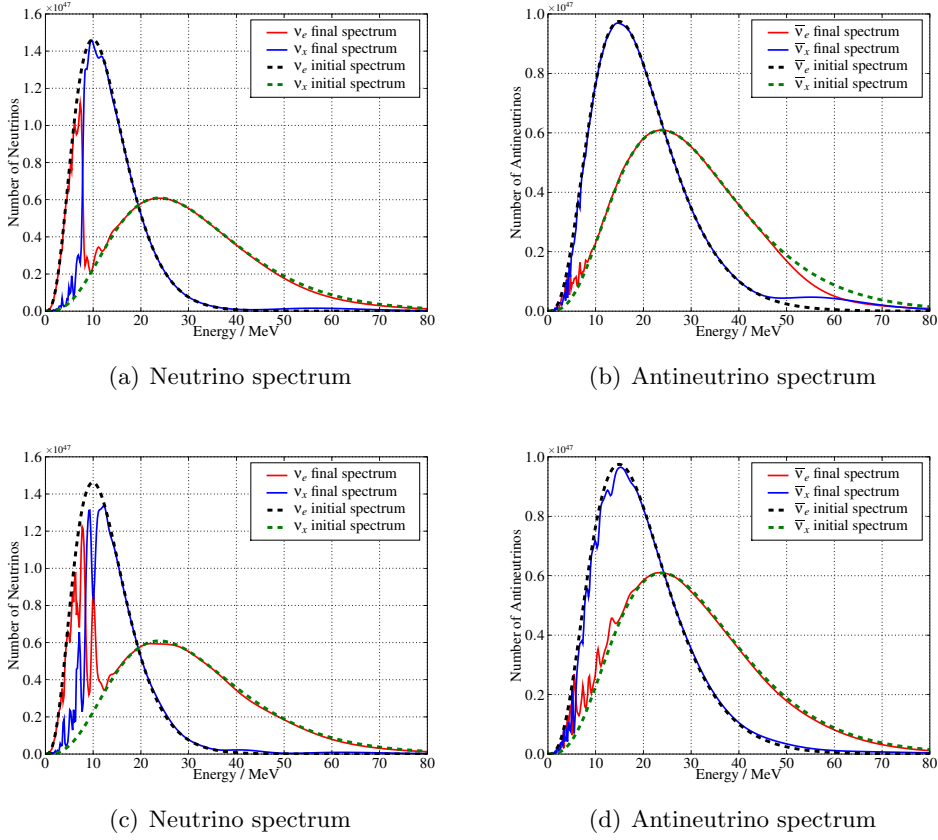 ×10⁴⁷
1.6
1.4
1.2
1.0
0.8
0.6
0.4
0.2
0.0
Number of Neutrinos
νₑ final spectrum
νₓ final spectrum
νₑ initial spectrum
νₓ initial spectrum
0 10 20 30 40 50 60 70 80
Energy / MeV
(a) Neutrino spectrum
×10⁴⁷
1.0
0.8
0.6
0.4
0.2
0.0
Number of Antineutrinos
ν̅ₑ final spectrum
ν̅ₓ final spectrum
ν̅ₑ initial spectrum
ν̅ₓ initial spectrum
0 10 20 30 40 50 60 70 80
Energy / MeV
(b) Antineutrino spectrum
×10⁴⁷
1.6
1.4
1.2
1.0
0.8
0.6
0.4
0.2
0.0
Number of Neutrinos
νₑ final spectrum
νₓ final spectrum
νₑ initial spectrum
νₓ initial spectrum
0 10 20 30 40 50 60 70 80
Energy / MeV
(c) Neutrino spectrum
×10⁴⁷
1.0
0.8
0.6
0.4
0.2
0.0
Number of Antineutrinos
ν̅ₑ final spectrum
ν̅ₓ final spectrum
ν̅ₑ initial spectrum
ν̅ₓ initial spectrum
0 10 20 30 40 50 60 70 80
Energy / MeV
(d) Antineutrino spectrum